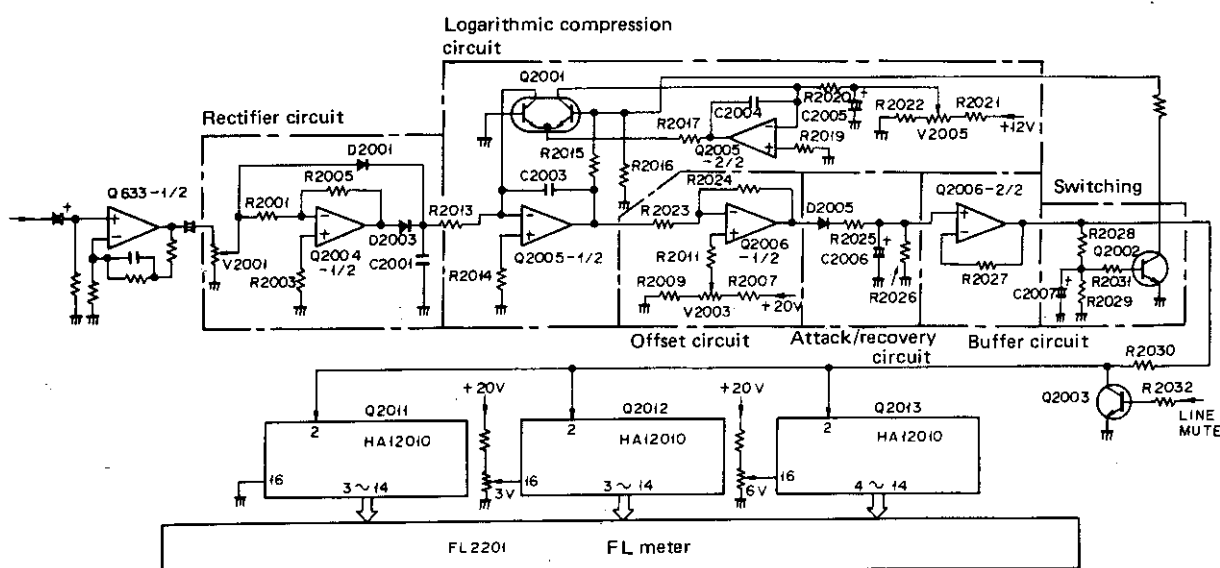 Logarithmic compression
circuit
Q2001
Rectifier circuit
C2004
R2020
C2005
R2022
R2021
V2005
+12V
R2017
Q2005
-2/2
R2019
D2001
R2015
R2016
Q633-1/2
R2005
C2003
R2024
Q2006-2/2
Switching
R2001
R2013
R2023
D2005
R2028
Q2002
V2001
Q2004
-1/2
D2003
C2001
Q2005-1/2
Q2006
-1/2
R2025
C2006
R2027
R2031
R2003
R2014
R2011
R2009
R2007
R2026
C2007
R2029
V2003
+20V
Offset circuit
Attack/recovery
circuit
Buffer circuit
R2030
+20V
+20V
Q2003
R2032
LINE
MUTE
Q2011
Q2012
Q2013
2
HA12010
2
HA12010
2
HA12010
16
3V
16
6V
16
3~14
3~14
4~14
FL2201
FL meter